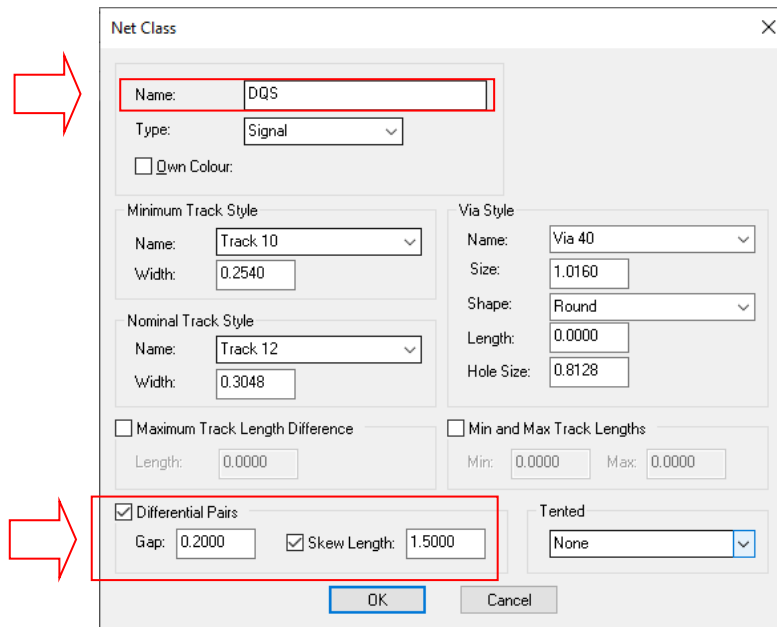 Net Class
Name: DQS
Type: Signal
Own Colour:
Minimum Track Style
Name: Track 10
Width: 0.2540
Nominal Track Style
Name: Track 12
Width: 0.3048
Via Style
Name: Via 40
Size: 1.0160
Shape: Round
Length: 0.0000
Hole Size: 0.8128
Maximum Track Length Difference
Length: 0.0000
Min and Max Track Lengths
Min: 0.0000 Max: 0.0000
Differential Pairs
Gap: 0.2000 Skew Length: 1.5000
Tented
None
OK Cancel